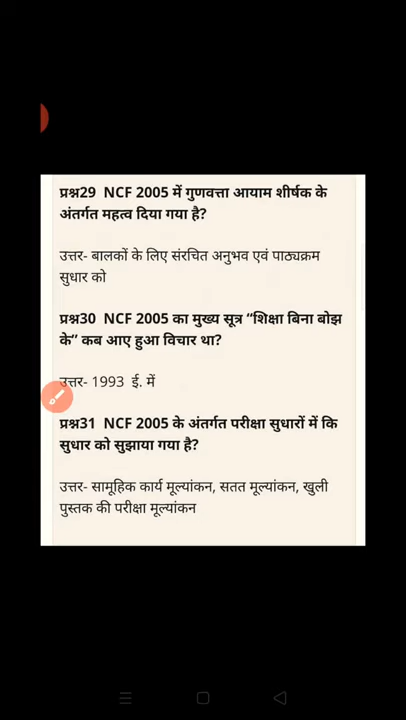 प्रश्न29 NCF 2005 में गुणवत्ता आयाम शीर्षक के
अंतर्गत महत्व दिया गया है?
उत्तर- बालकों के लिए संरचित अनुभव एवं पाठ्यक्रम
सुधार को
प्रश्न30 NCF 2005 का मुख्य सूत्र “शिक्षा बिना बोझ
के” कब आए हुआ विचार था?
उत्तर- 1993 ई. में
प्रश्न31 NCF 2005 के अंतर्गत परीक्षा सुधारों में कि
सुधार को सुझाया गया है?
उत्तर- सामूहिक कार्य मूल्यांकन, सतत मूल्यांकन, खुली
पुस्तक की परीक्षा मूल्यांकन